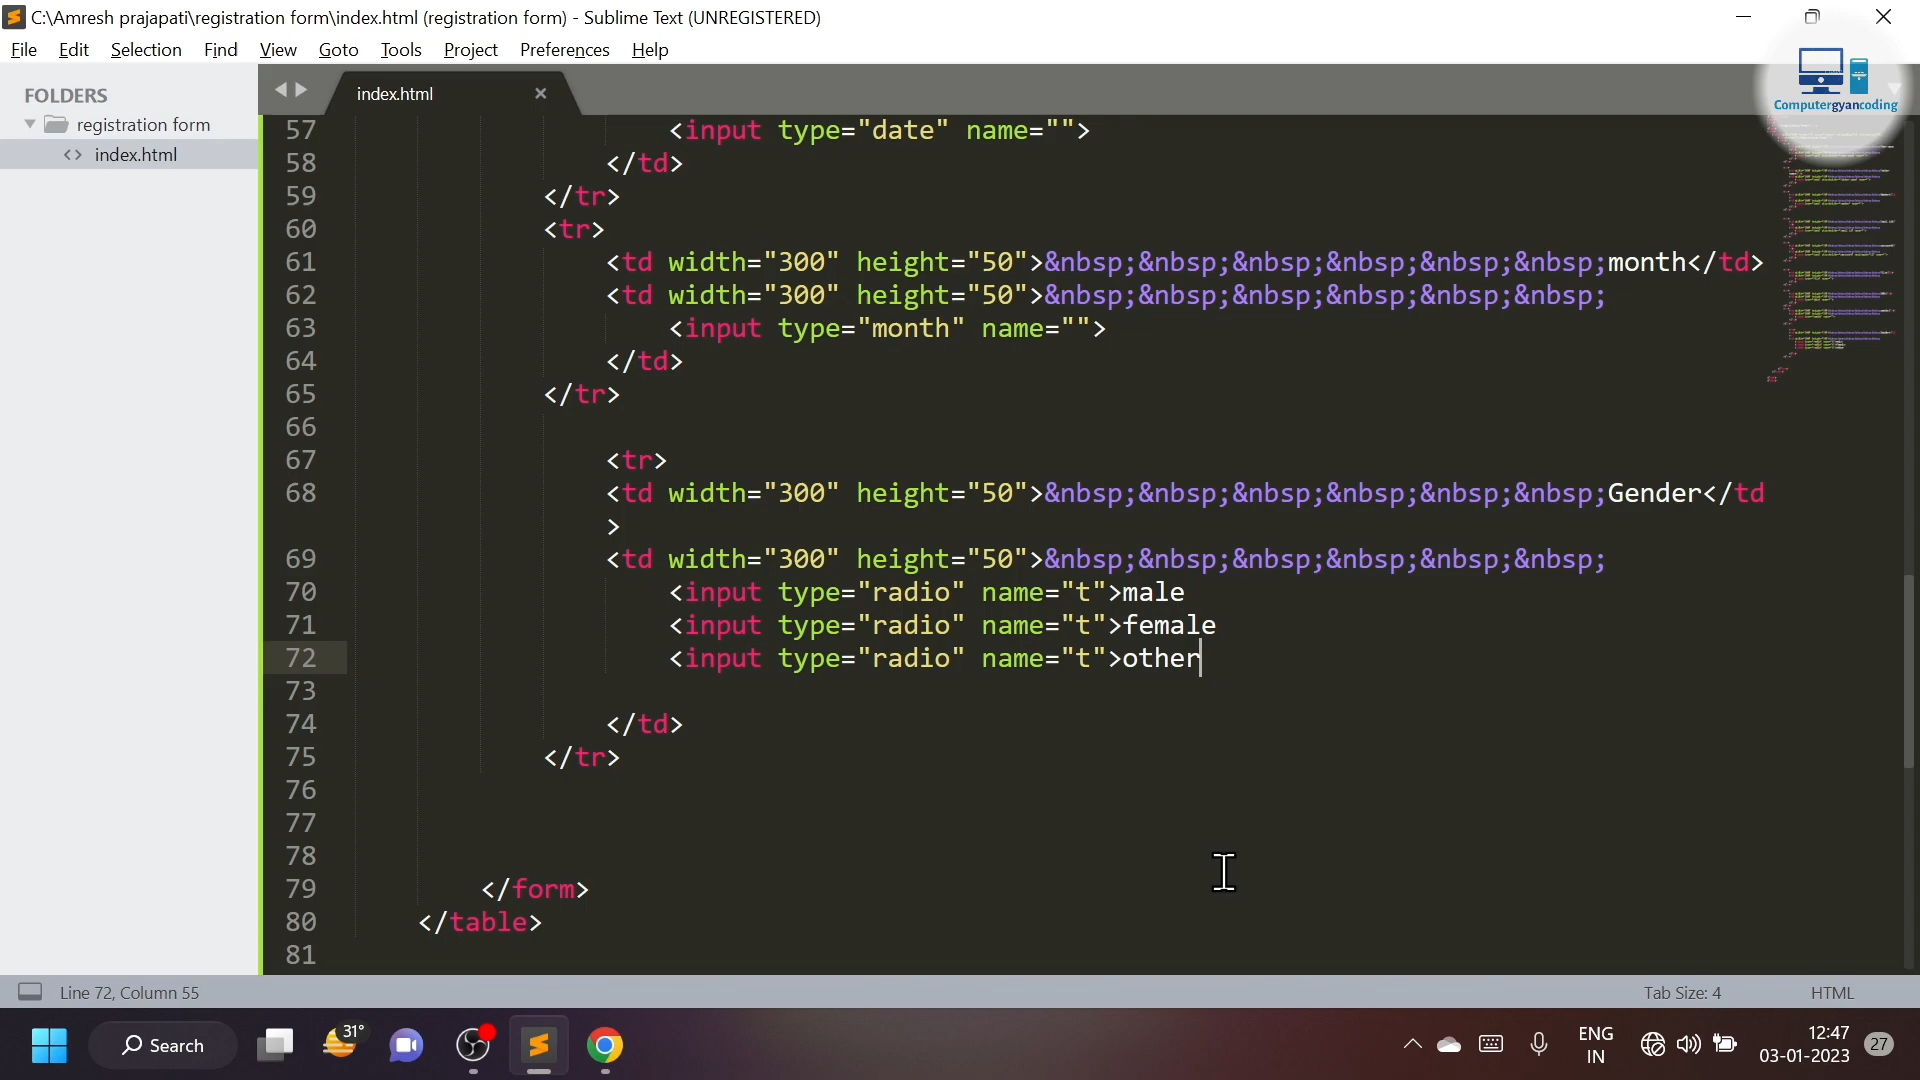 C:\Amresh prajapati\registration form\index.html (registration form) - Sublime Text (UNREGISTERED)
File Edit Selection Find View Goto Tools Project Preferences Help
Computergyancoding
FOLDERS
registration form
<> index.html
index.html
57 <input type="date" name="">
58 </td>
59 </tr>
60 <tr>
61 <td width="300" height="50">&nbsp;&nbsp;&nbsp;&nbsp;&nbsp;&nbsp;month</td>
62 <td width="300" height="50">&nbsp;&nbsp;&nbsp;&nbsp;&nbsp;&nbsp;
63 <input type="month" name="">
64 </td>
65 </tr>
66
67 <tr>
68 <td width="300" height="50">&nbsp;&nbsp;&nbsp;&nbsp;&nbsp;&nbsp;Gender</td
>
69 <td width="300" height="50">&nbsp;&nbsp;&nbsp;&nbsp;&nbsp;&nbsp;
70 <input type="radio" name="t">male
71 <input type="radio" name="t">female
72 <input type="radio" name="t">other
73
74 </td>
75 </tr>
76
77
78
79 </form>
80 </table>
81
Line 72, Column 55
Tab Size: 4
HTML
Search
31°
ENG
IN
12:47
03-01-2023
27